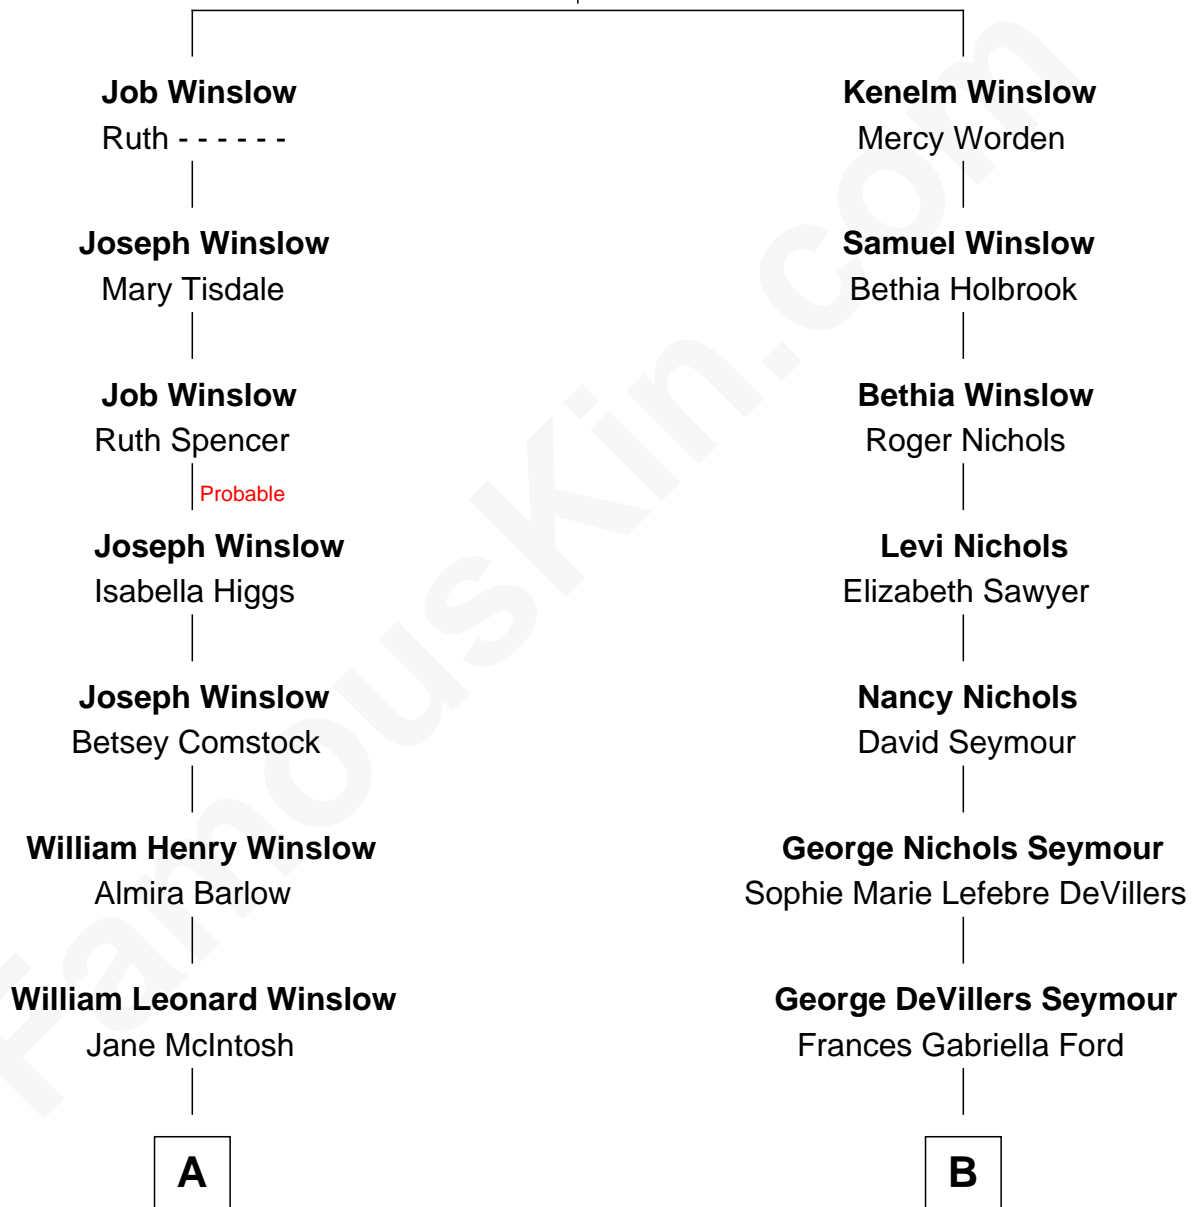 Job Winslow
Ruth - - - - - -
Kenelm Winslow
Mercy Worden
Joseph Winslow
Mary Tisdale
Samuel Winslow
Bethia Holbrook
Job Winslow
Ruth Spencer
Bethia Winslow
Roger Nichols
Probable
Joseph Winslow
Isabella Higgs
Levi Nichols
Elizabeth Sawyer
Joseph Winslow
Betsey Comstock
Nancy Nichols
David Seymour
William Henry Winslow
Almira Barlow
George Nichols Seymour
Sophie Marie Lefebre DeVillers
William Leonard Winslow
Jane McIntosh
George DeVillers Seymour
Frances Gabriella Ford
A
B
FamousKin.com